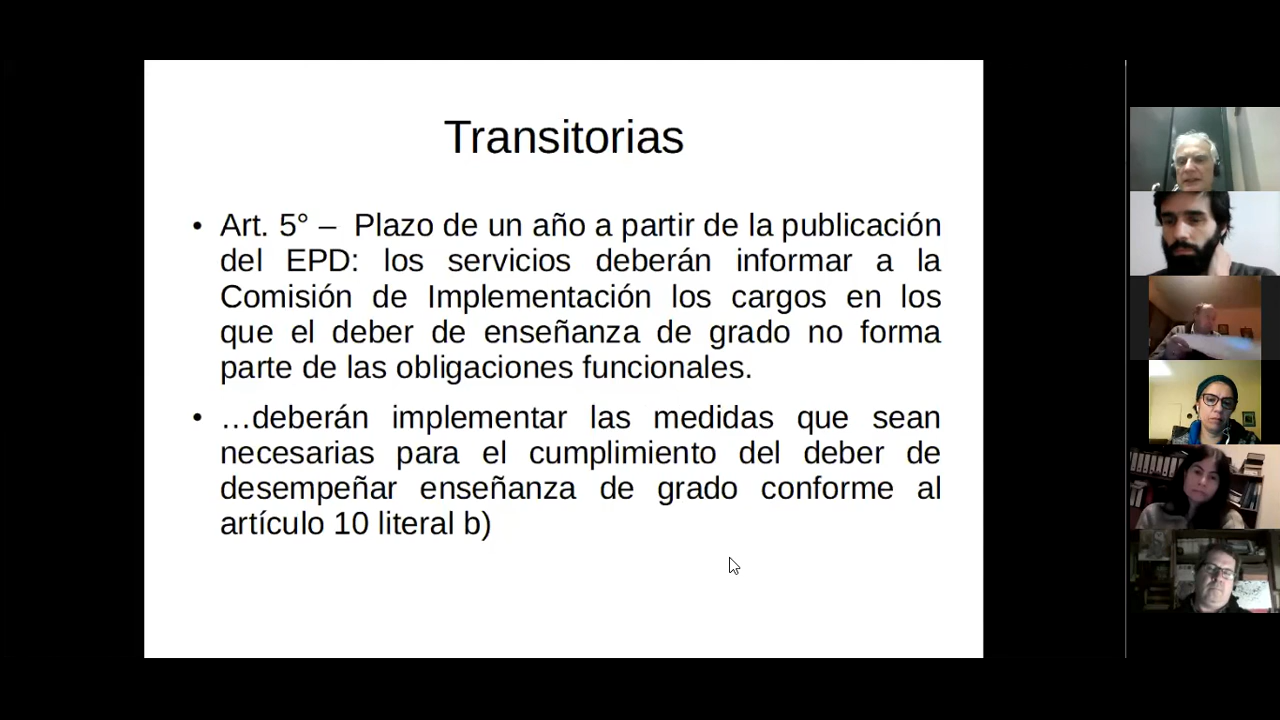 Transitorias
• Art. 5° – Plazo de un año a partir de la publicación
del EPD: los servicios deberán informar a la
Comisión de Implementación los cargos en los
que el deber de enseñanza de grado no forma
parte de las obligaciones funcionales.
• …deberán implementar las medidas que sean
necesarias para el cumplimiento del deber de
desempeñar enseñanza de grado conforme al
artículo 10 literal b)